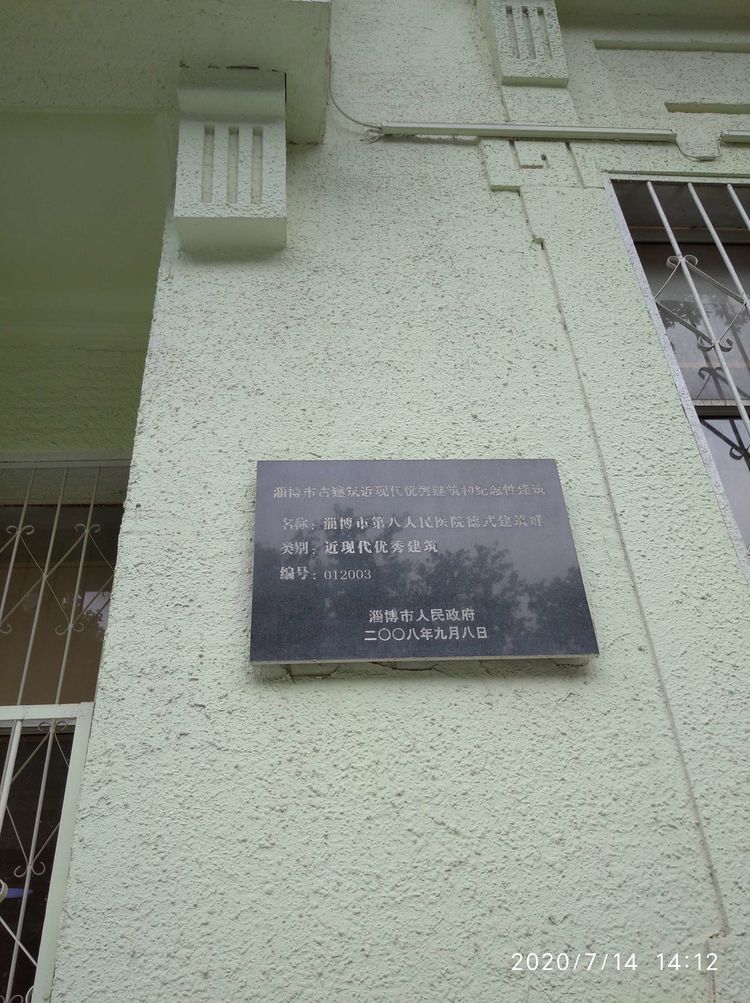 淄博市古建筑近现代优秀建筑和纪念性建筑
名称：淄博市第八人民医院德式建筑群
类别：近现代优秀建筑
编号：012003
淄博市人民政府
二〇〇八年九月八日
2020/7/14 14:12